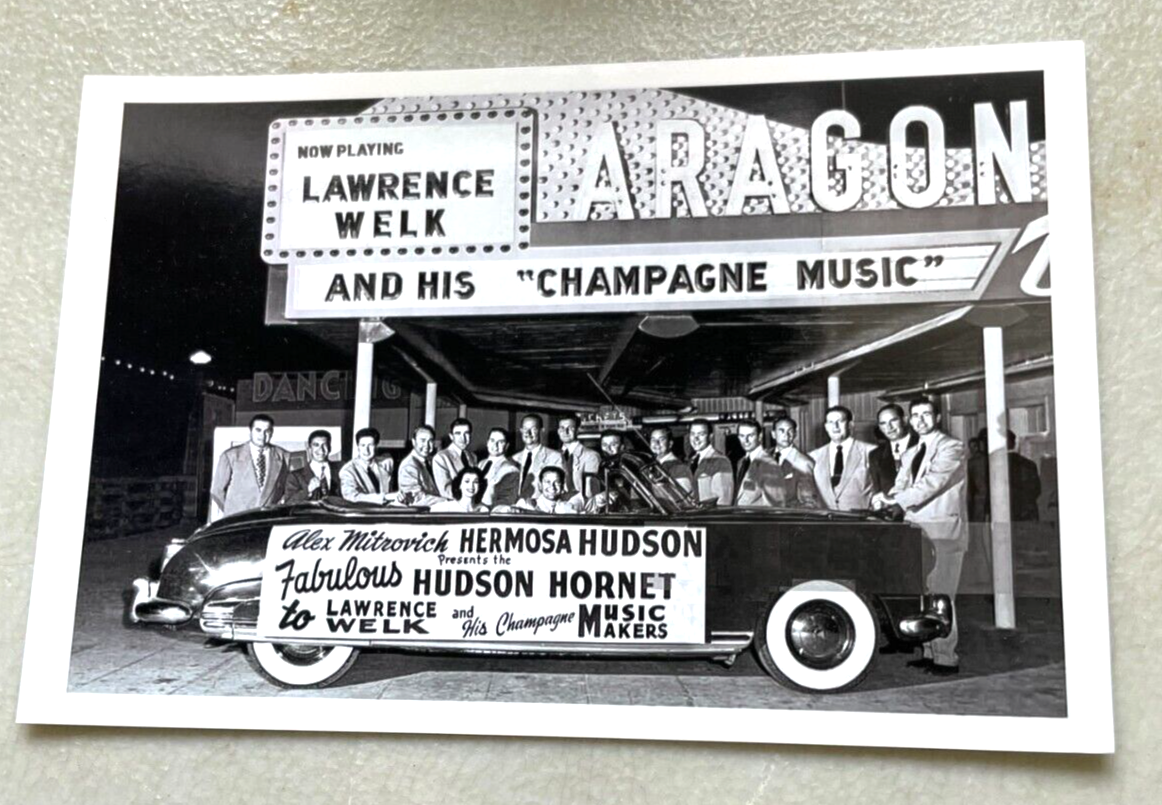 NOW PLAYING
LAWRENCE
WELK
ARAGON
AND HIS "CHAMPAGNE MUSIC"
DANCING
Alex Mitrovich HERMOSA HUDSON
Presents the
Fabulous HUDSON HORNET
to LAWRENCE WELK and His Champagne MUSIC MAKERS